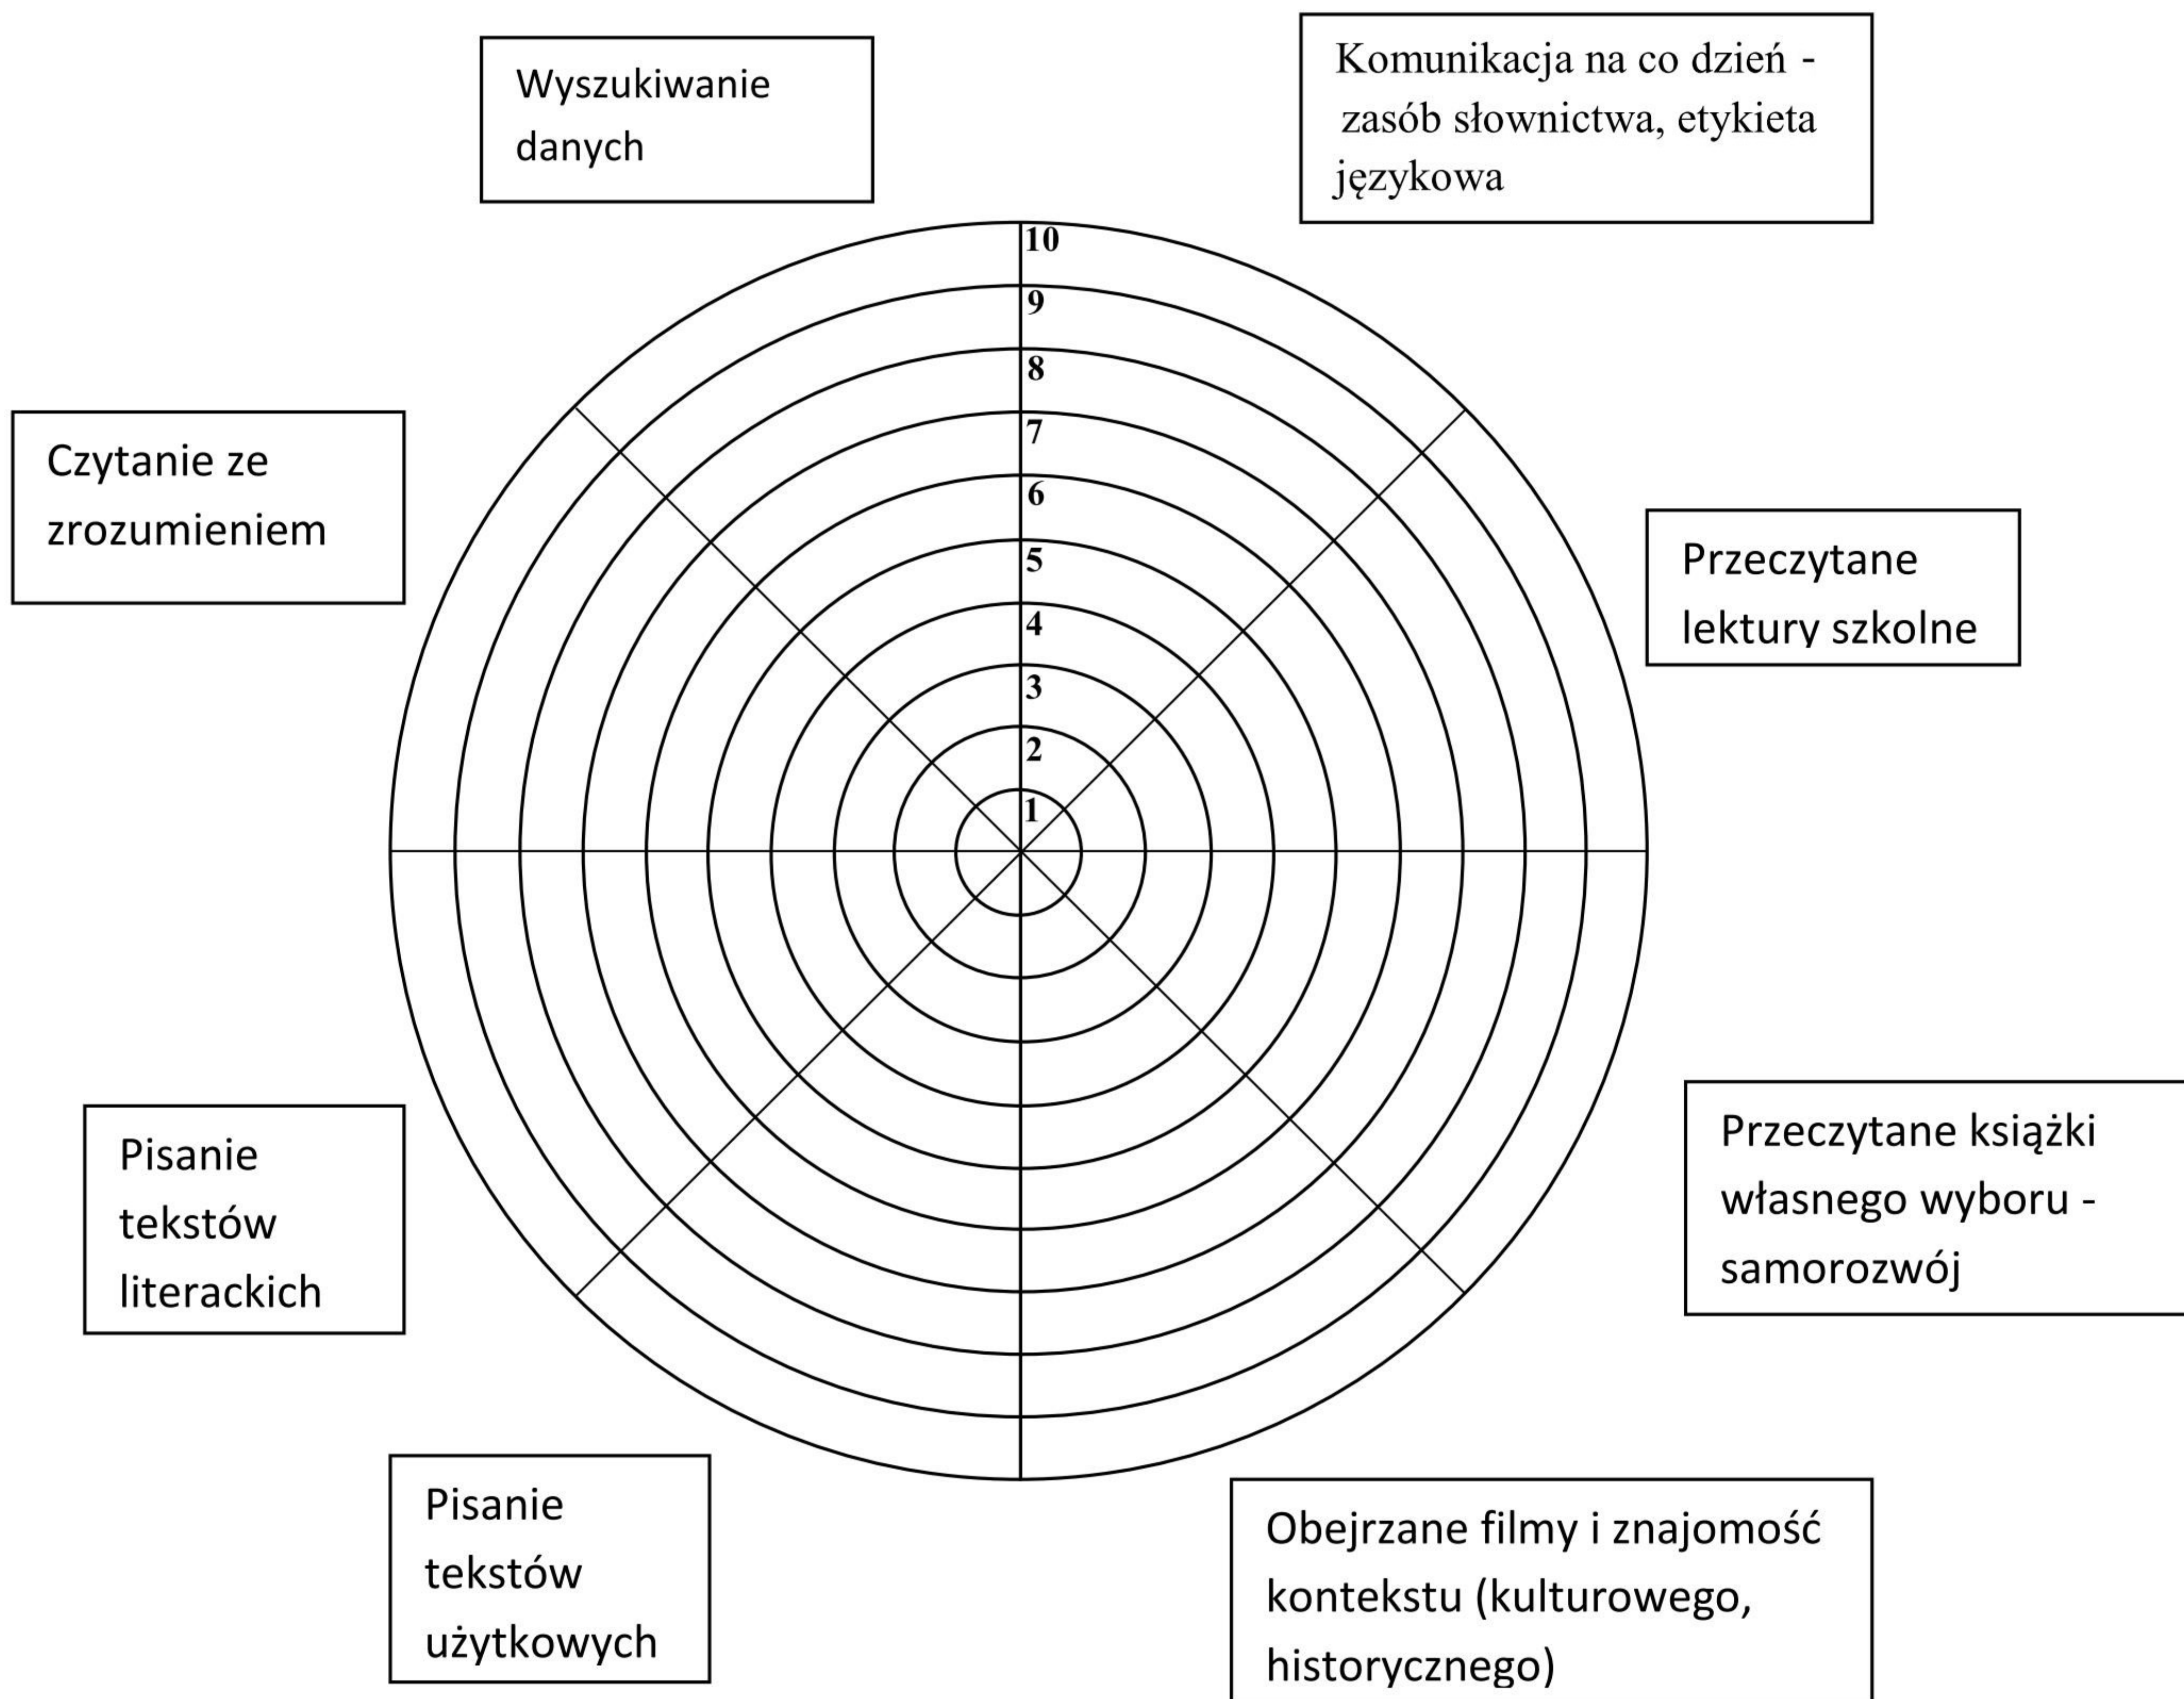 Komunikacja na co dzień -
zasób słownictwa, etykieta
językowa
Wyszukiwanie
danych
10
9
8
7
6
5
4
3
2
1
Czytanie ze
zrozumieniem
Przeczytane
lektury szkolne
Pisanie
tekstów
literackich
Przeczytane książki
własnego wyboru -
samorozwój
Pisanie
tekstów
użytkowych
Obejrzane filmy i znajomość
kontekstu (kulturowego,
historycznego)